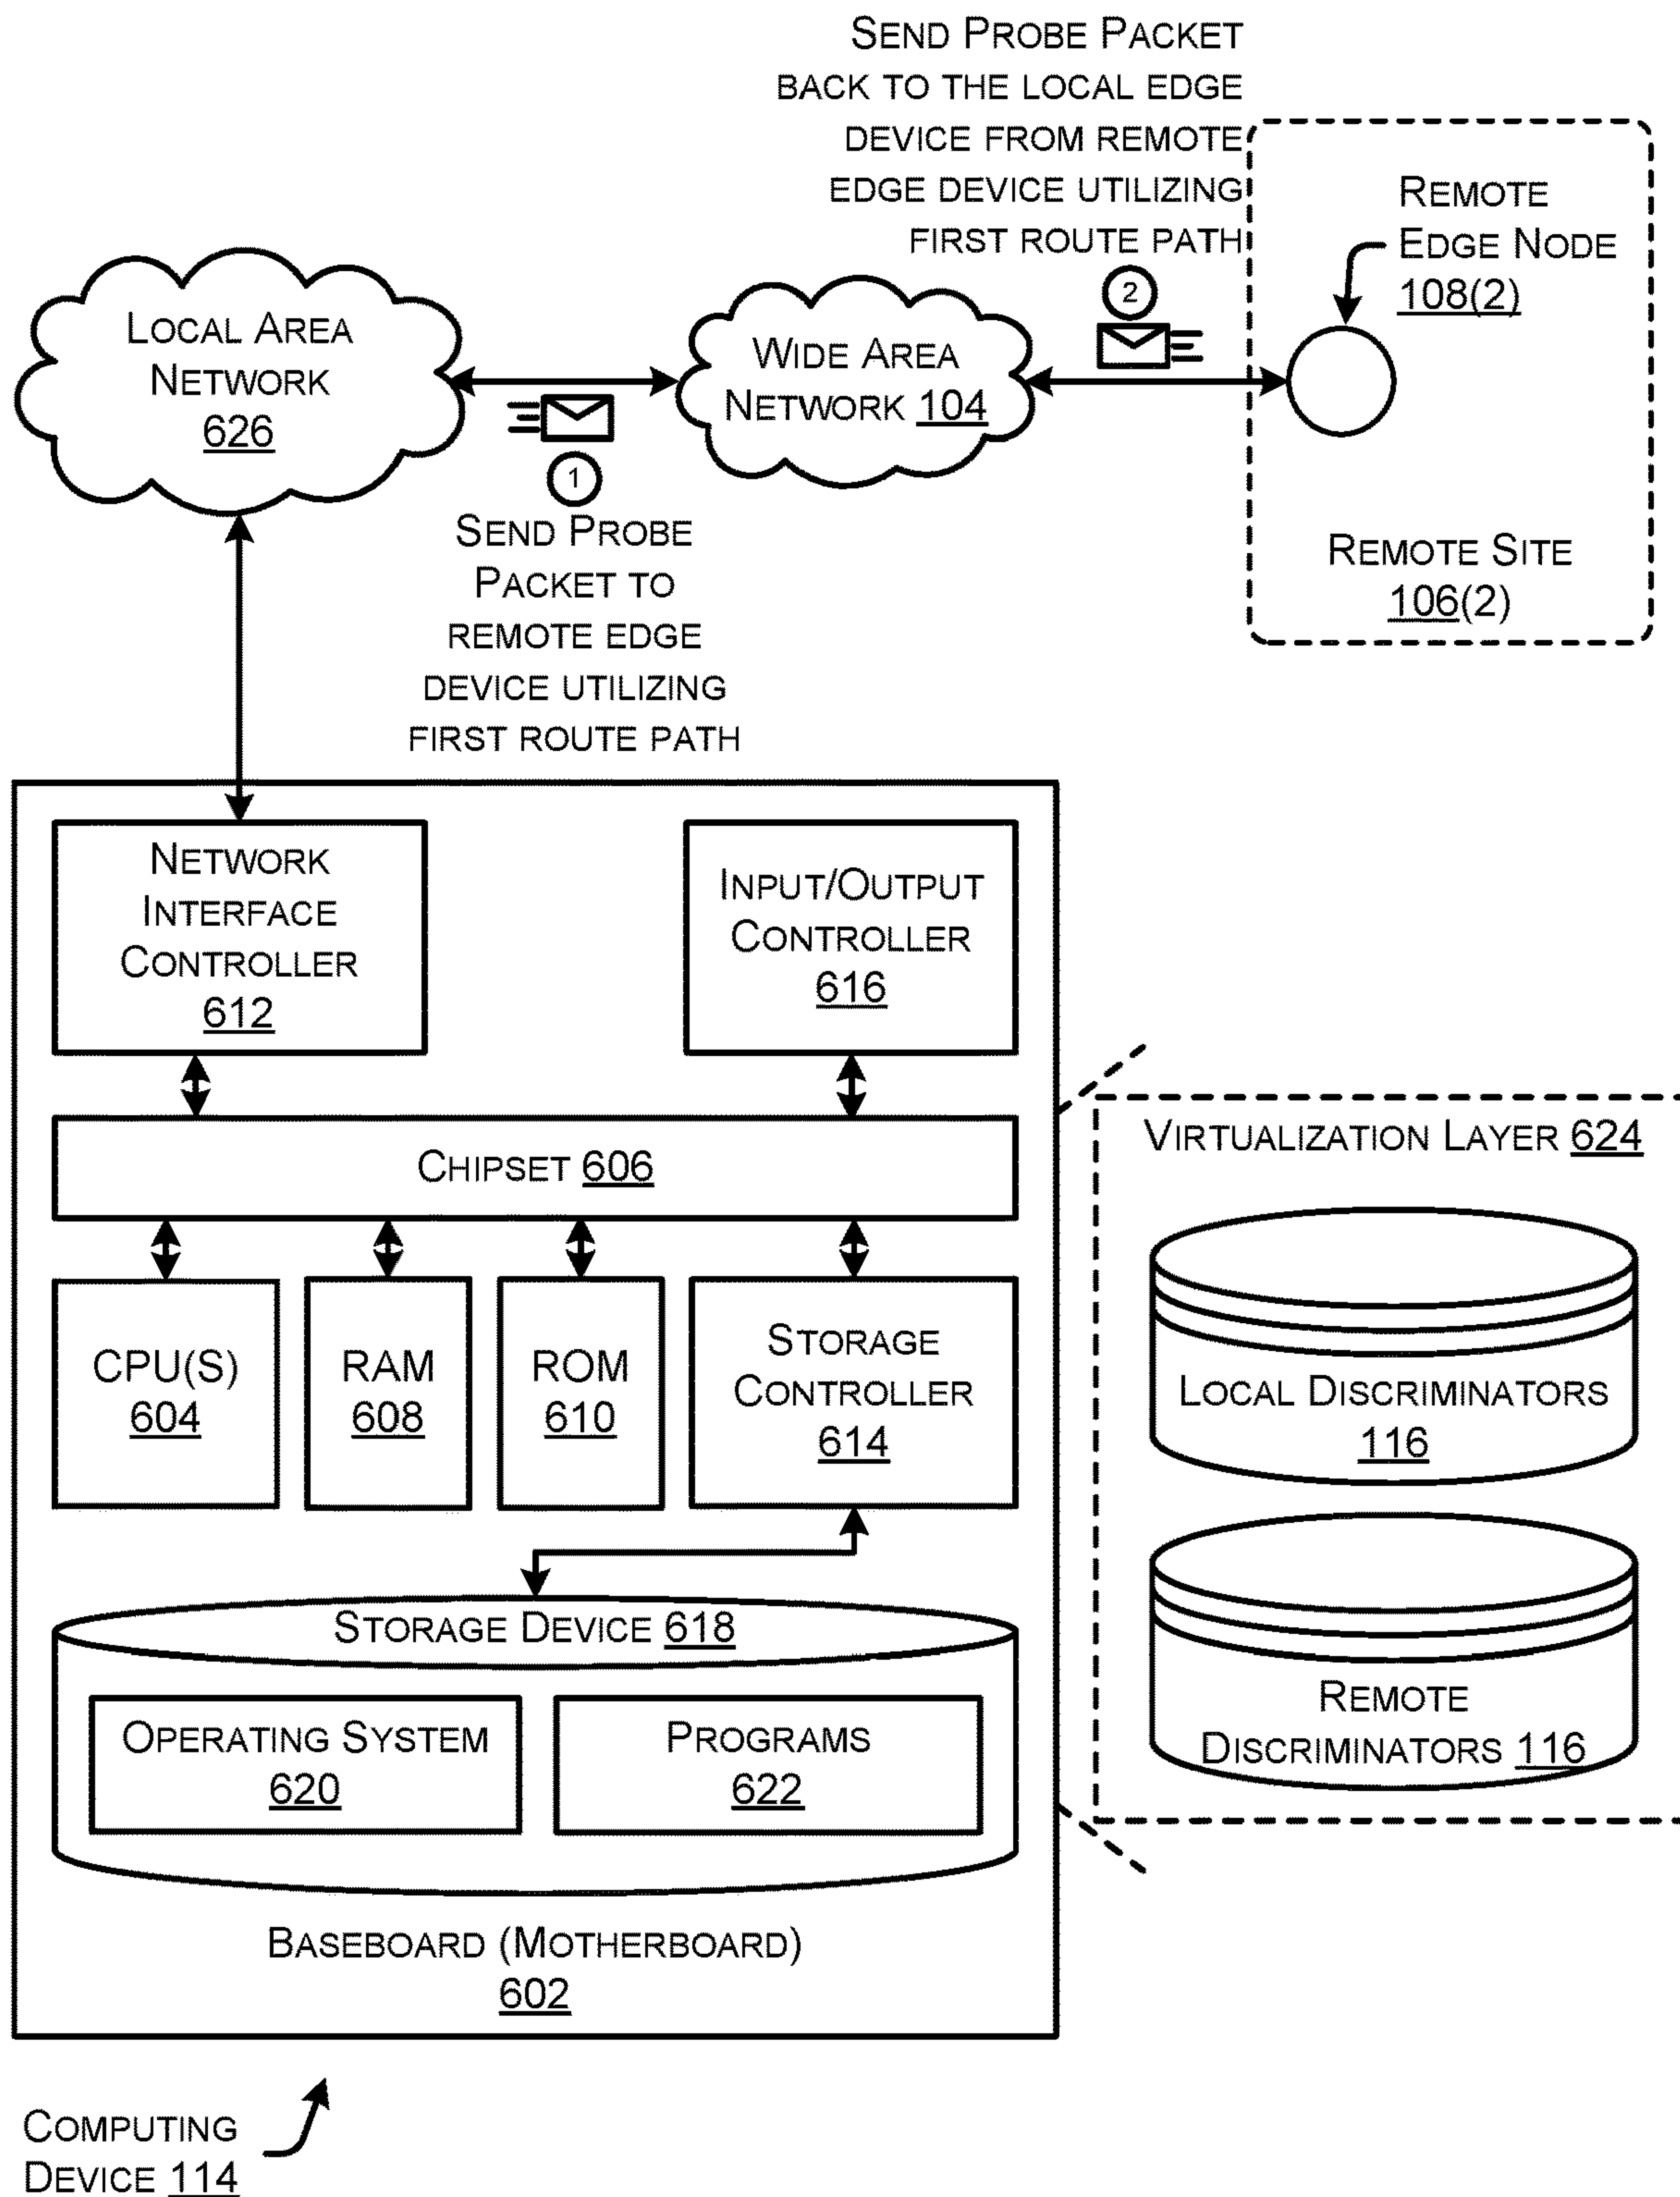 SEND PROBE PACKET
BACK TO THE LOCAL EDGE
DEVICE FROM REMOTE
EDGE DEVICE UTILIZING
FIRST ROUTE PATH
2
REMOTE
EDGE NODE
108(2)
REMOTE SITE
106(2)
LOCAL AREA
NETWORK
626
WIDE AREA
NETWORK 104
1
SEND PROBE
PACKET TO
REMOTE EDGE
DEVICE UTILIZING
FIRST ROUTE PATH
NETWORK
INTERFACE
CONTROLLER
612
INPUT/OUTPUT
CONTROLLER
616
CHIPSET 606
CPU(S)
604
RAM
608
ROM
610
STORAGE
CONTROLLER
614
STORAGE DEVICE 618
OPERATING SYSTEM
620
PROGRAMS
622
BASEBOARD (MOTHERBOARD)
602
VIRTUALIZATION LAYER 624
LOCAL DISCRIMINATORS
116
REMOTE
DISCRIMINATORS 116
COMPUTING
DEVICE 114